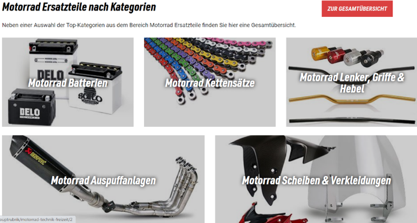 Motorrad Ersatzteile nach Kategorien
ZUR GESAMTÜBERSICHT
Neben einer Auswahl der Top-Kategorien aus dem Bereich Motorrad Ersatzteile finden Sie hier eine Gesamtübersicht.
DELO
DELO
DELO
Motorrad Batterien
Motorrad Kettensätze
Motorrad Lenker, Griffe &
Hebel
Motorrad Auspuffanlagen
Motorrad Scheiben & Verkleidungen